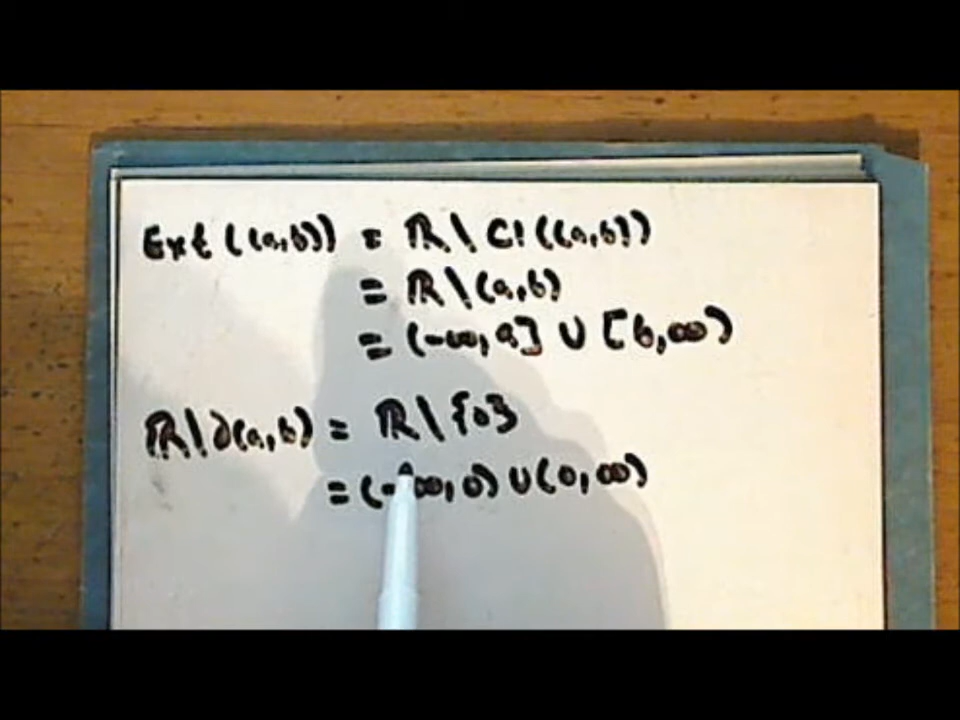 Ext((a,b)) = ℝ\Cl((a,b))
= ℝ\(a,b)
= (-∞,a] ∪ [b,∞)
ℝ\∂(a,b) = ℝ\{0}
= (-∞,0) ∪ (0,∞)